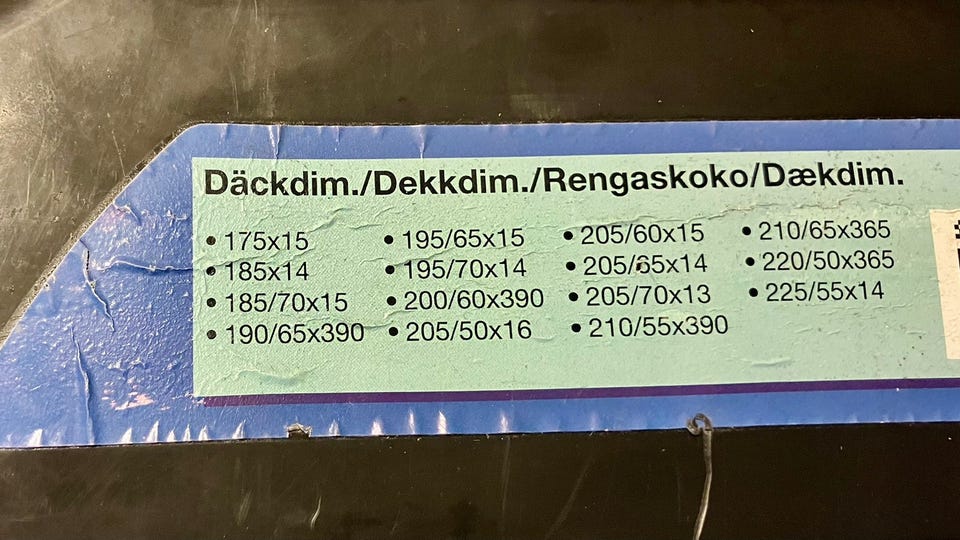 Däckdim./Dekkdim./Rengaskoko/Dækdim.
• 175x15 • 195/65x15 • 205/60x15 • 210/65x365
• 185x14 • 195/70x14 • 205/65x14 • 220/50x365
• 185/70x15 • 200/60x390 • 205/70x13 • 225/55x14
• 190/65x390 • 205/50x16 • 210/55x390